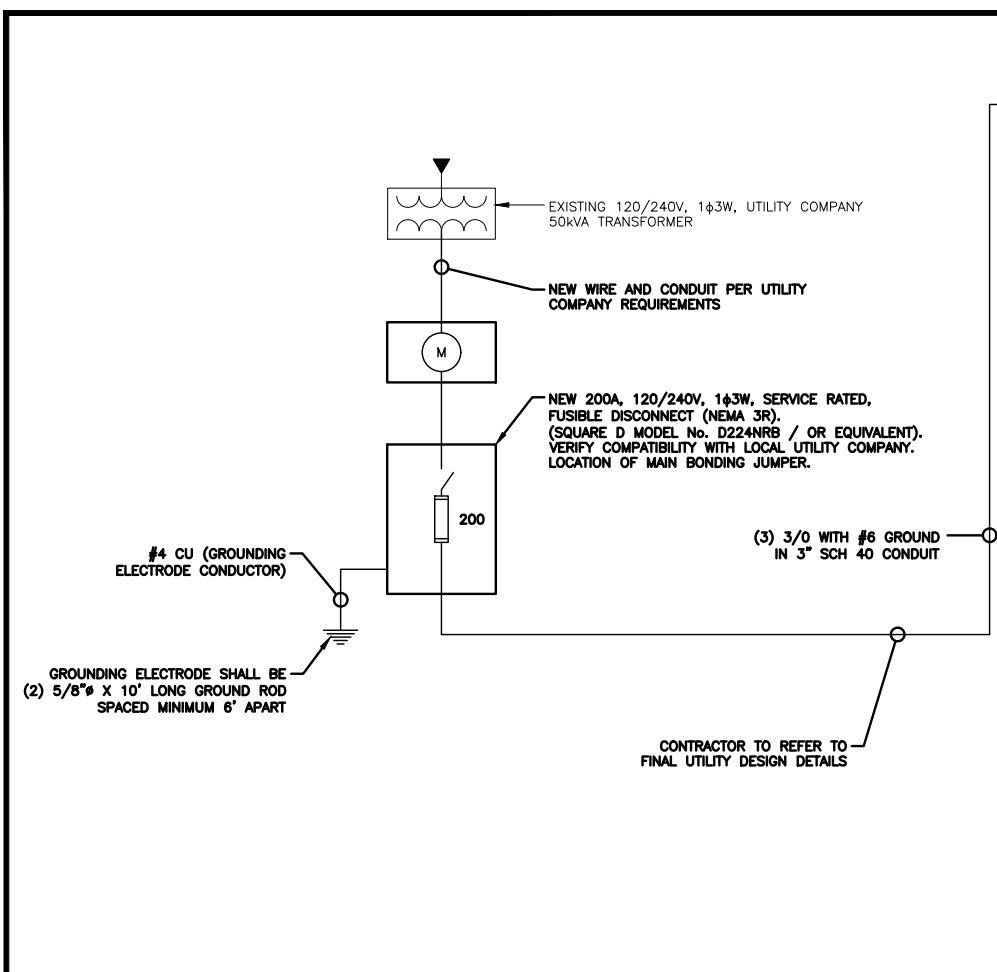 EXISTING 120/240V, 1ϕ3W, UTILITY COMPANY
50kVA TRANSFORMER
NEW WIRE AND CONDUIT PER UTILITY
COMPANY REQUIREMENTS
M
NEW 200A, 120/240V, 1ϕ3W, SERVICE RATED,
FUSIBLE DISCONNECT (NEMA 3R).
(SQUARE D MODEL No. D224NRB / OR EQUIVALENT).
VERIFY COMPATIBILITY WITH LOCAL UTILITY COMPANY.
LOCATION OF MAIN BONDING JUMPER.
200
(3) 3/0 WITH #6 GROUND
IN 3" SCH 40 CONDUIT
#4 CU (GROUNDING
ELECTRODE CONDUCTOR)
GROUNDING ELECTRODE SHALL BE
(2) 5/8"ø X 10' LONG GROUND ROD
SPACED MINIMUM 6' APART
CONTRACTOR TO REFER TO
FINAL UTILITY DESIGN DETAILS